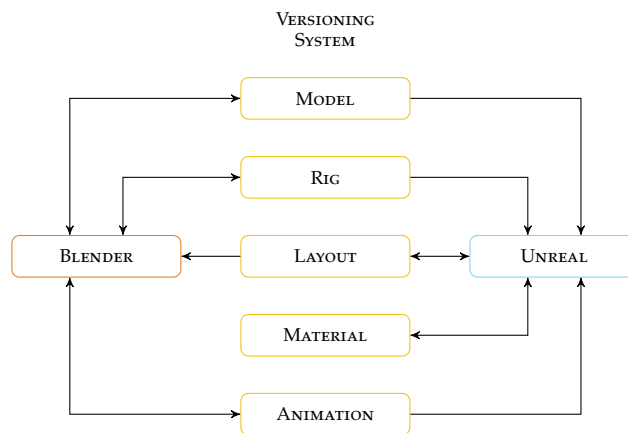 Versioning
System
Model
Rig
Blender
Layout
Unreal
Material
Animation